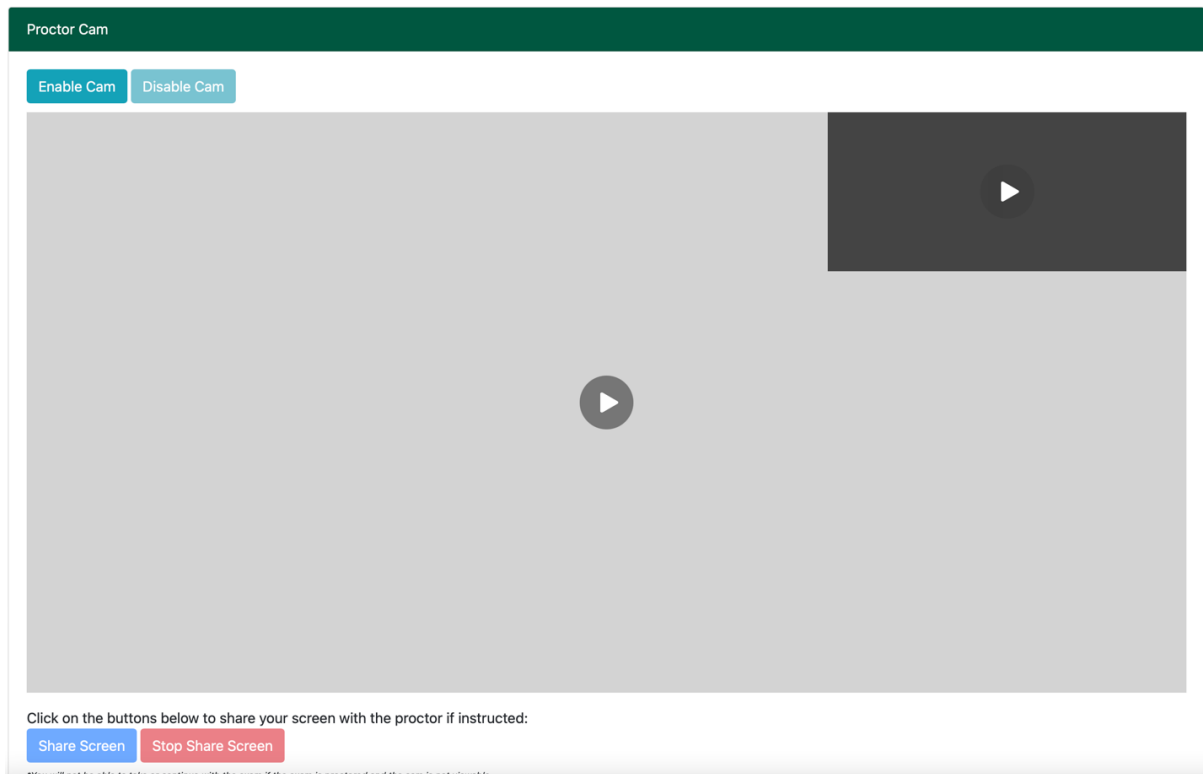 Proctor Cam
Enable Cam Disable Cam
Click on the buttons below to share your screen with the proctor if instructed:
Share Screen Stop Share Screen